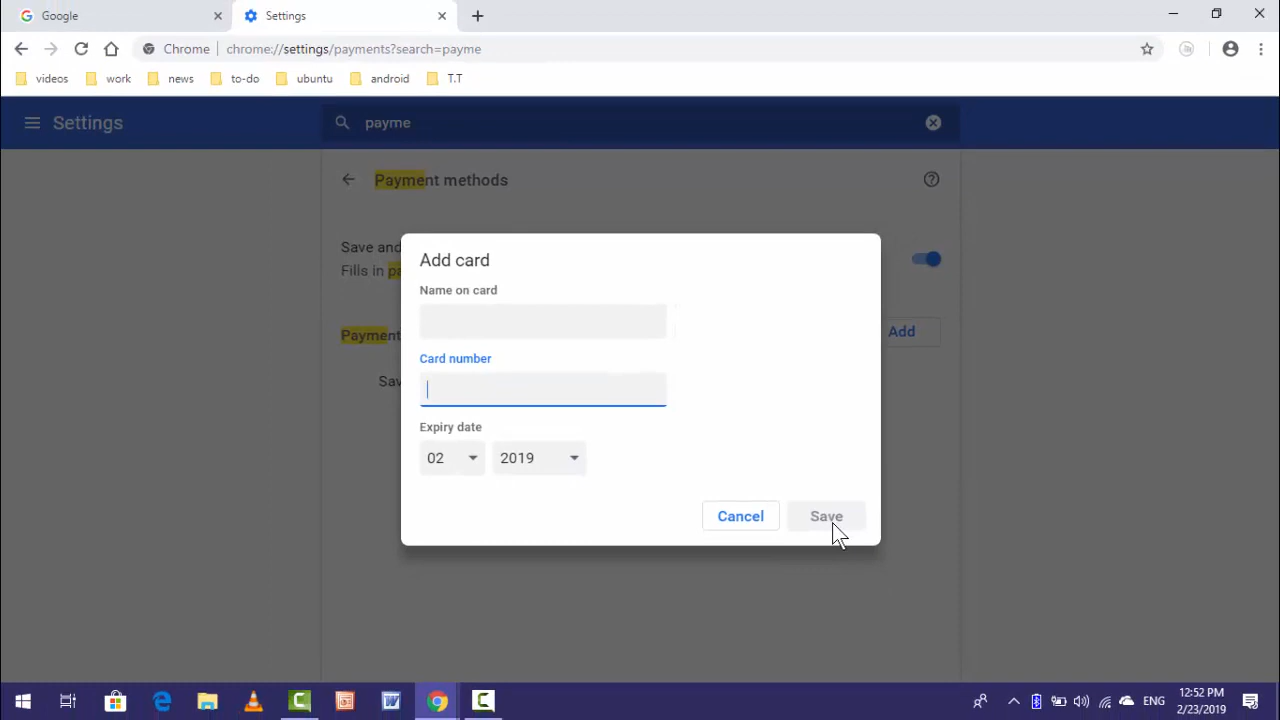 Google
Settings
Chrome
chrome://settings/payments?search=payme
videos
work
news
to-do
ubuntu
android
T.T
Settings
payme
Payment methods
Save and
Fills in pa
Add card
Name on card
Payment
Add
Card number
Sav
Expiry date
02
2019
Cancel
Save
ENG
12:52 PM
2/23/2019